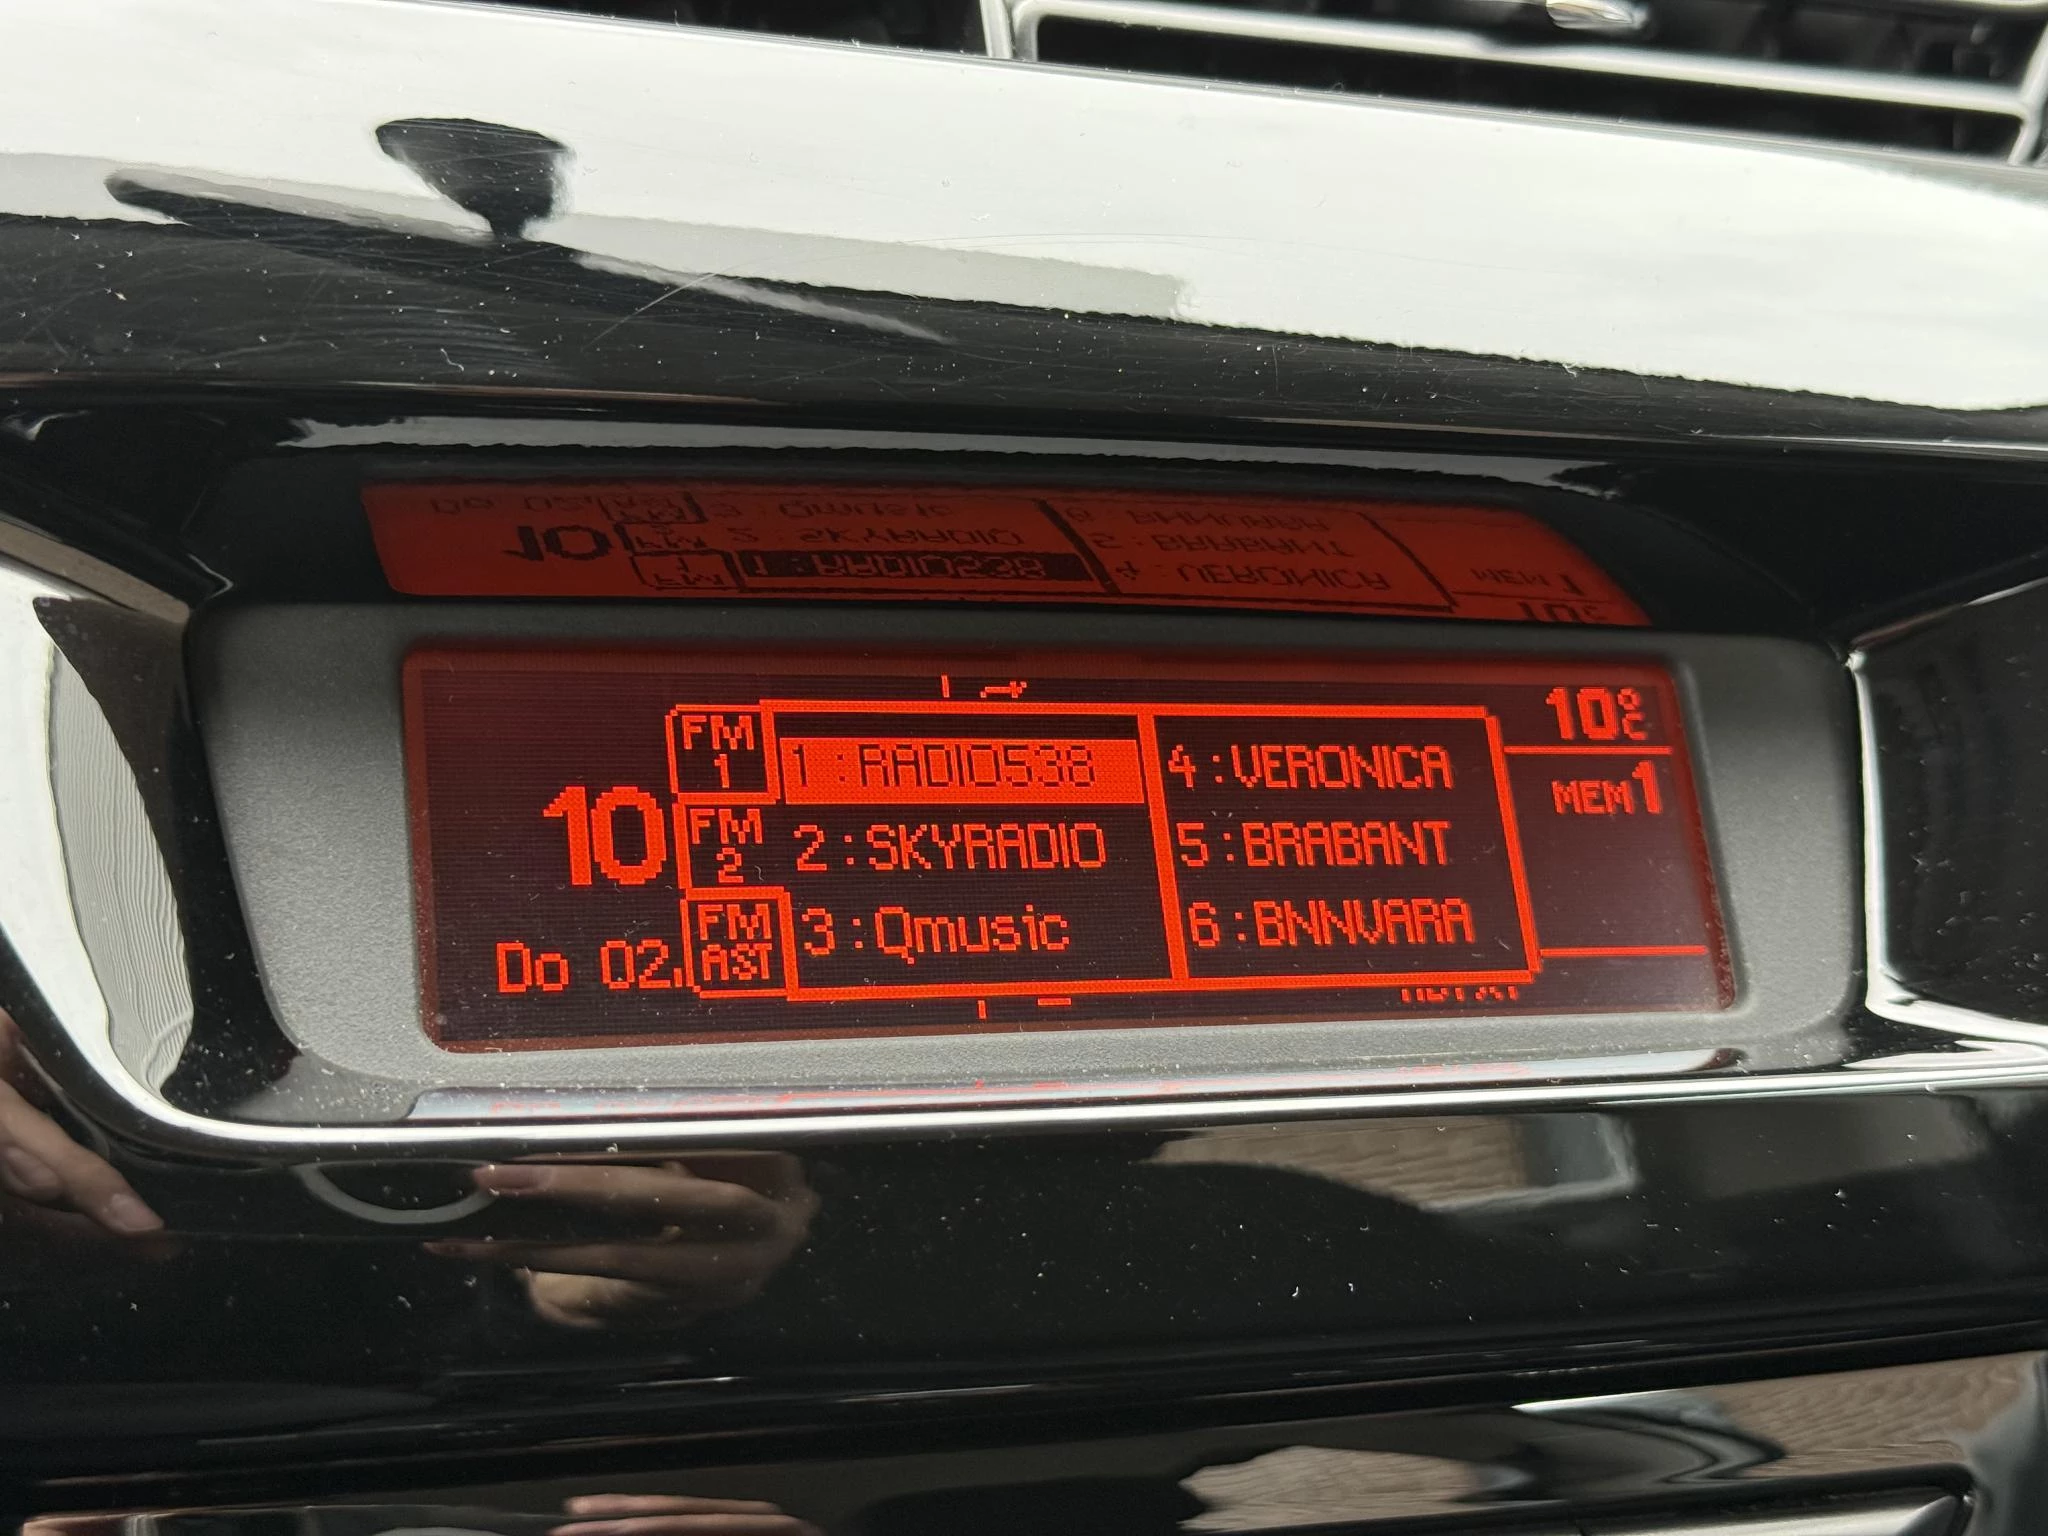 10
Do 02.
FM
1
FM
2
FM
AST
1 : RADIO538
2 : SKYRADIO
3 : Qmusic
4 : VERONICA
5 : BRABANT
6 : BNNVARA
10°C
MEM 1